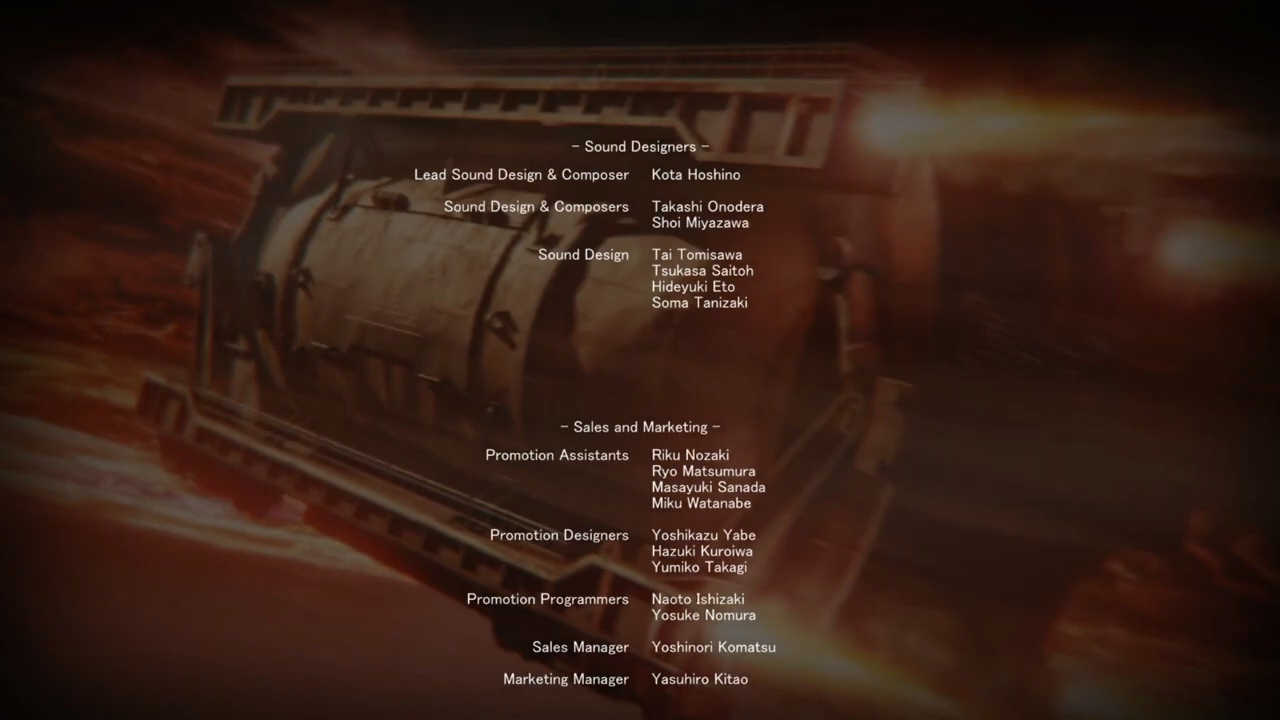 - Sound Designers -
Lead Sound Design & Composer Kota Hoshino
Sound Design & Composers Takashi Onodera
Shoi Miyazawa
Sound Design Tai Tomisawa
Tsukasa Saitoh
Hideyuki Eto
Soma Tanizaki
- Sales and Marketing -
Promotion Assistants Riku Nozaki
Ryo Matsumura
Masayuki Sanada
Miku Watanabe
Promotion Designers Yoshikazu Yabe
Hazuki Kuroiwa
Yumiko Takagi
Promotion Programmers Naoto Ishizaki
Yosuke Nomura
Sales Manager Yoshinori Komatsu
Marketing Manager Yasuhiro Kitao